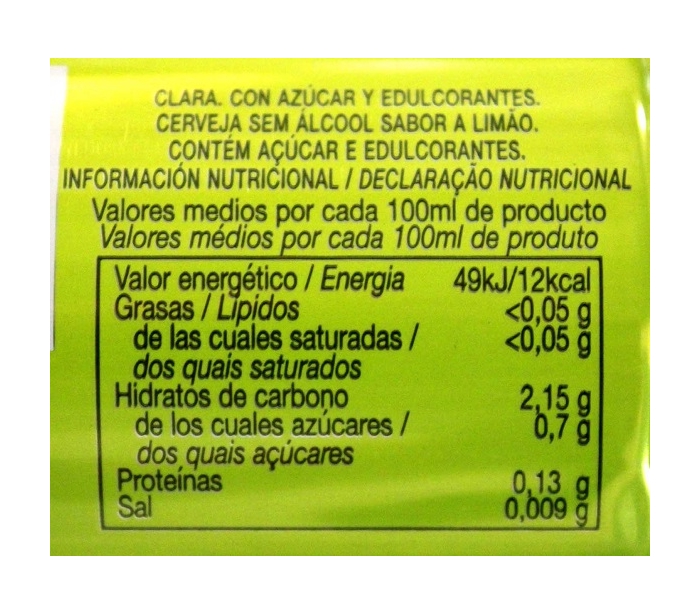 CLARA. CON AZÚCAR Y EDULCORANTES.
CERVEJA SEM ÁLCOOL SABOR A LIMÃO.
CONTÉM AÇÚCAR E EDULCORANTES.
INFORMACIÓN NUTRICIONAL / DECLARAÇÃO NUTRICIONAL
Valores medios por cada 100ml de producto
Valores médios por cada 100ml de produto
Valor energético / Energia 49kJ/12kcal
Grasas / Lípidos <0,05 g
de las cuales saturadas / <0,05 g
dos quais saturados
Hidratos de carbono 2,15 g
de los cuales azúcares / 0,7 g
dos quais açúcares
Proteínas 0,13 g
Sal 0,009 g